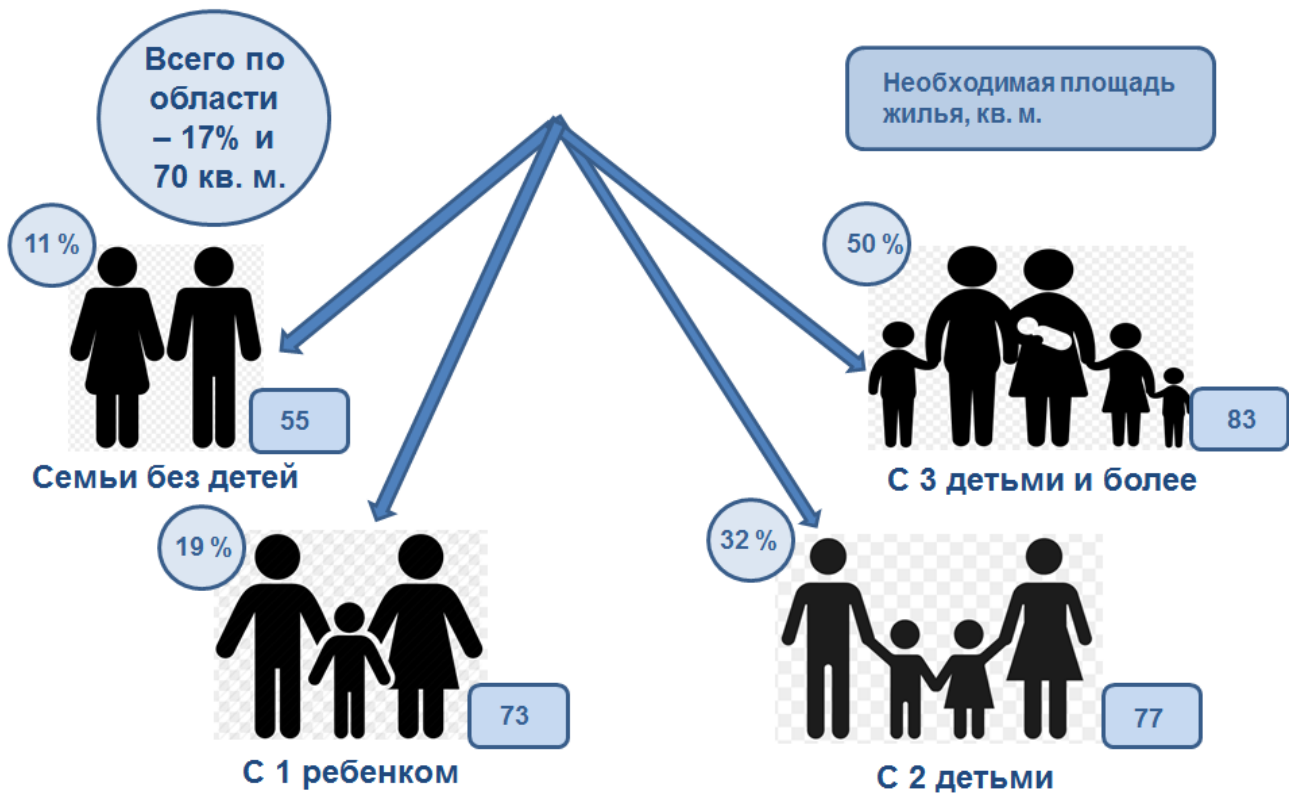 Всего по
области
– 17% и
70 кв. м.
Необходимая площадь
жилья, кв. м.
11 %
55
Семьи без детей
50 %
83
С 3 детьми и более
19 %
73
С 1 ребенком
32 %
77
С 2 детьми